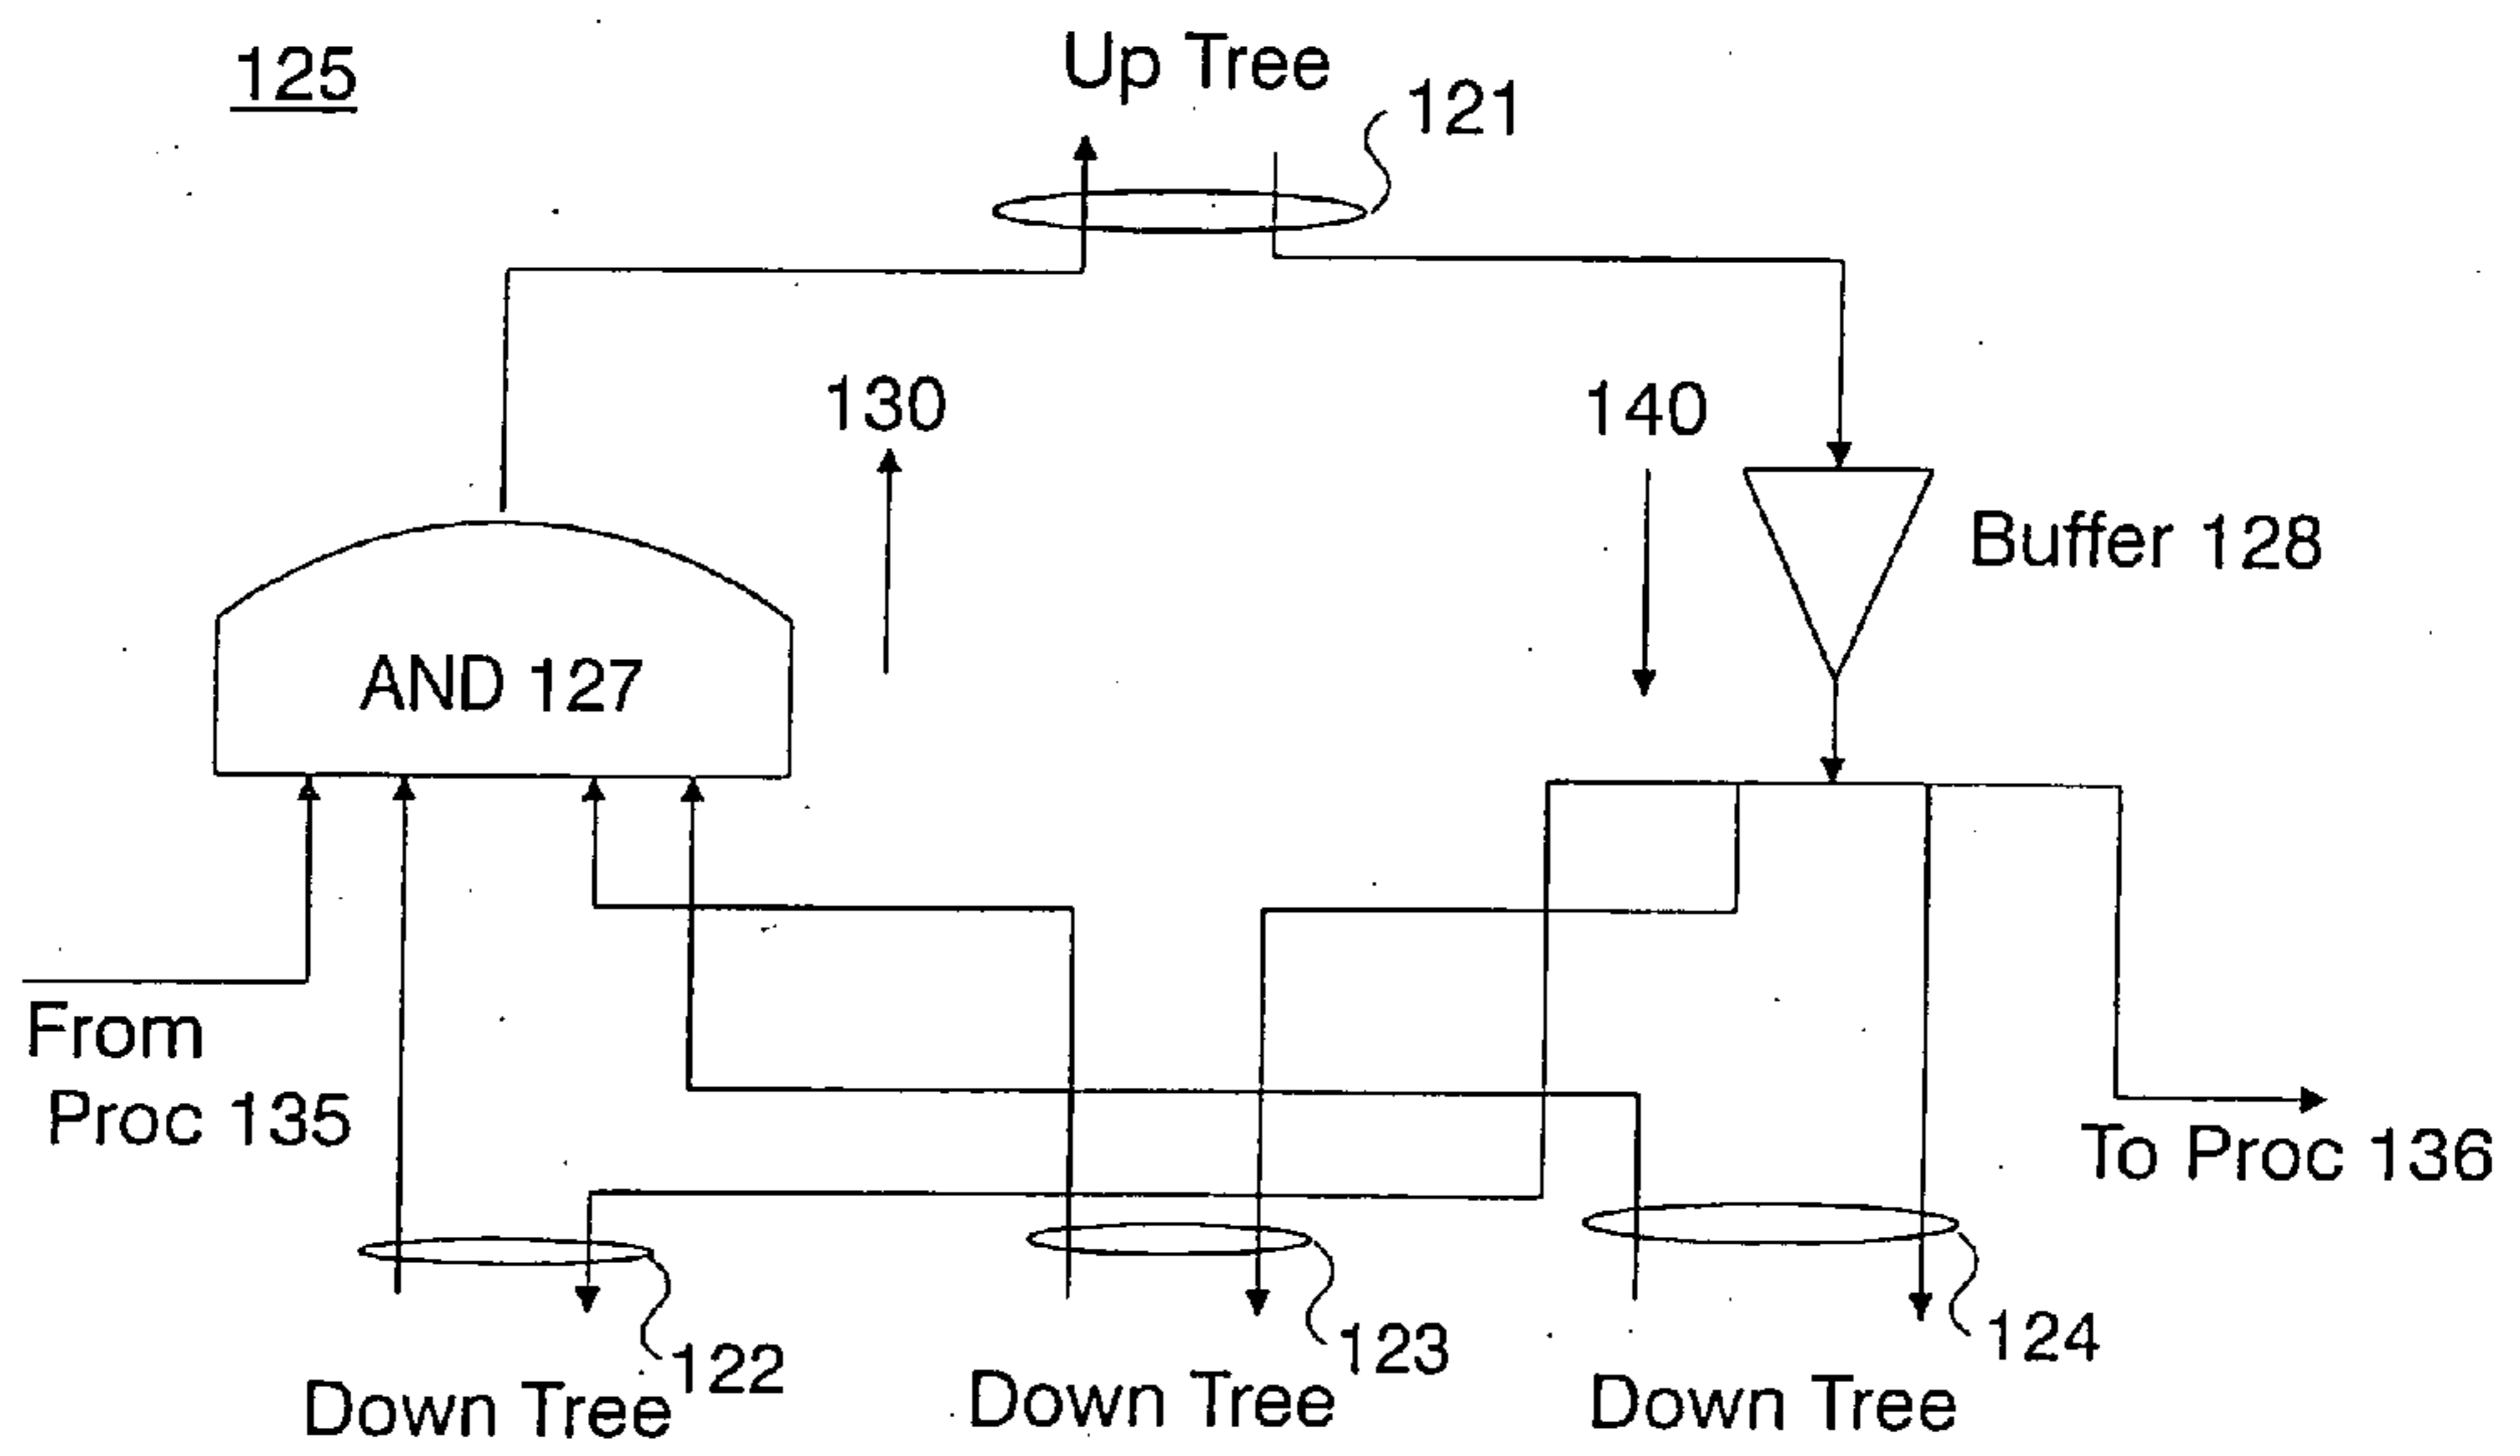 125
Up Tree
121
130
140
Buffer 128
AND 127
From
Proc 135
To Proc 136
122
123
124
Down Tree
Down Tree
Down Tree